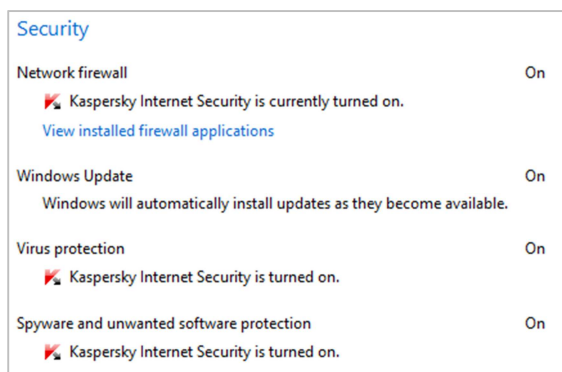 Security
Network firewall On
Kaspersky Internet Security is currently turned on.
View installed firewall applications
Windows Update On
Windows will automatically install updates as they become available.
Virus protection On
Kaspersky Internet Security is turned on.
Spyware and unwanted software protection On
Kaspersky Internet Security is turned on.